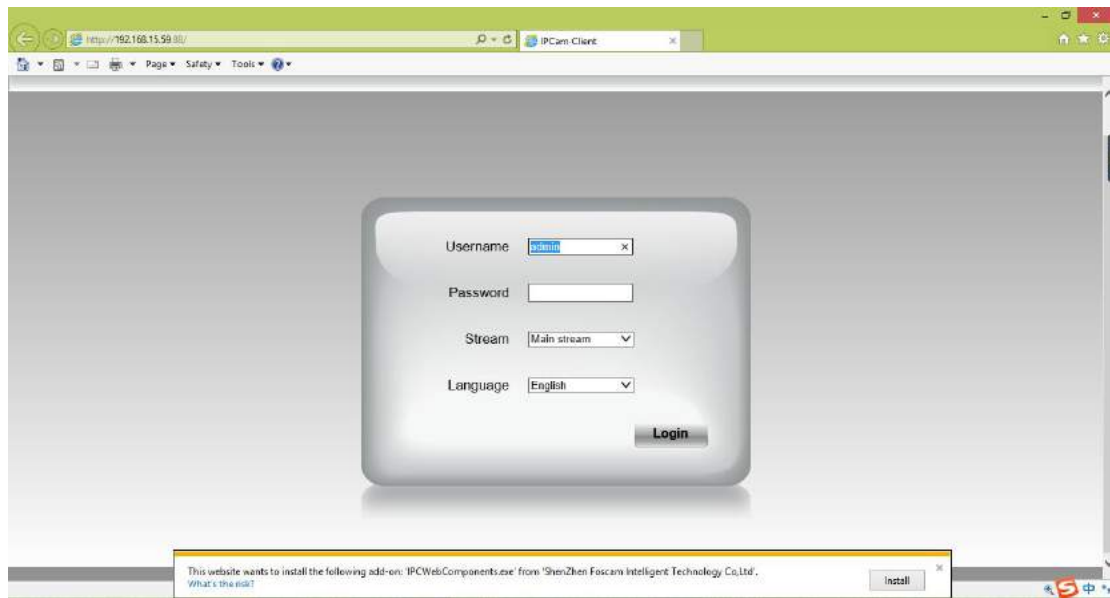 http://192.168.15.59:88/
IPCam Client
Page Safety Tools
Username admin
Password
Stream Main stream
Language English
Login
This website wants to install the following add-on: 'IPCWebComponents.exe' from 'ShenZhen Foscam Intelligent Technology Co,Ltd'.
What's the risk?
Install
中